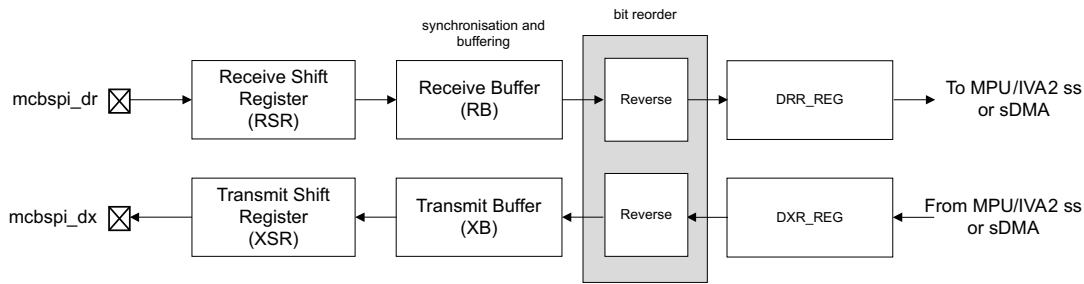 synchronisation and
buffering
bit reorder
mcbspi_dr
Receive Shift
Register
(RSR)
Receive Buffer
(RB)
Reverse
DRR_REG
To MPU/IVA2 ss
or sDMA
mcbspi_dx
Transmit Shift
Register
(XSR)
Transmit Buffer
(XB)
Reverse
DXR_REG
From MPU/IVA2 ss
or sDMA